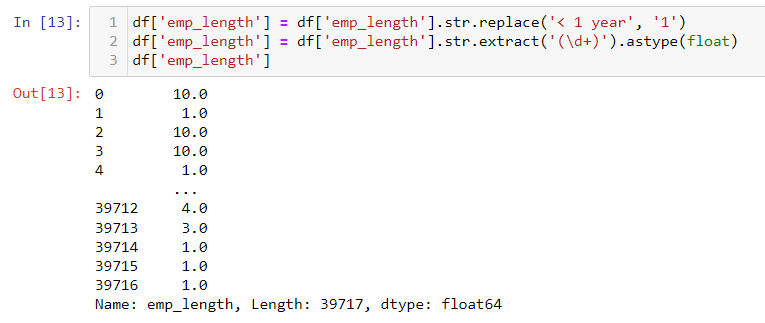 In [13]: 1 df['emp_length'] = df['emp_length'].str.replace('< 1 year', '1')
2 df['emp_length'] = df['emp_length'].str.extract('(\d+)').astype(float)
3 df['emp_length']
Out[13]: 0 10.0
1 1.0
2 10.0
3 10.0
4 1.0
...
39712 4.0
39713 3.0
39714 1.0
39715 1.0
39716 1.0
Name: emp_length, Length: 39717, dtype: float64